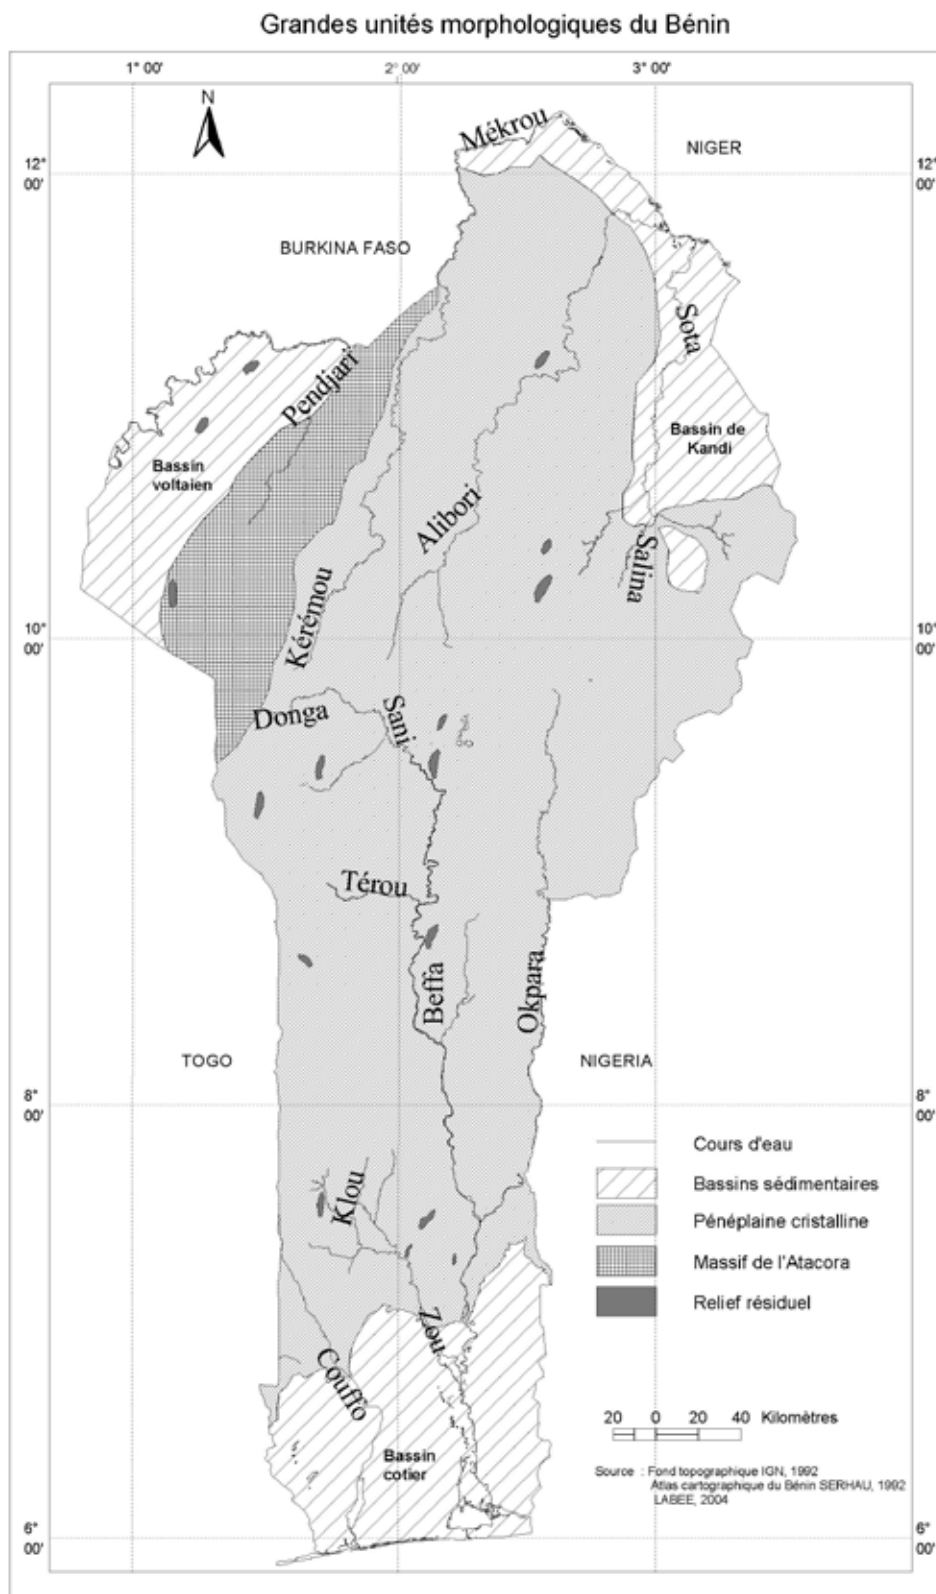 Grandes unités morphologiques du Bénin
1° 00'
2° 00'
3° 00'
N
Mékrou
NIGER
12°
00'
12°
00'
BURKINA FASO
Sota
Pendjari
Bassin de
Kandi
Bassin
voltaien
Alibori
Salina
Kérémou
10°
00'
10°
00'
Donga
Sani
Térou
Beffa
Okpara
TOGO
NIGERIA
8°
00'
8°
00'
Cours d'eau
Bassins sédimentaires
Pénéplaine cristalline
Massif de l'Atacora
Relief résiduel
Klou
Zou
Couffo
20 0 20 40 Kilomètres
Bassin
cotier
Source : Fond topographique IGN, 1992
Atlas cartographique du Bénin SERHAU, 1992
LABEE, 2004
6°
00'
6°
00'